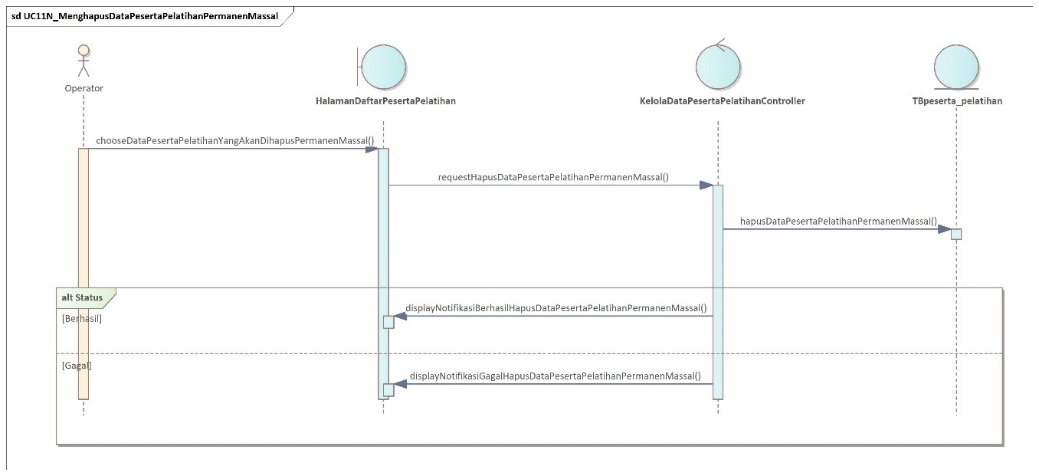 sd UC11N_MenghapusDataPesertaPelatihanPermanenMassal
Operator
HalamanDaftarPesertaPelatihan
KelolaDataPesertaPelatihanController
TBpeserta_pelatihan
chooseDataPesertaPelatihanYangAkanDihapusPermanenMassal()
requestHapusDataPesertaPelatihanPermanenMassal()
hapusDataPesertaPelatihanPermanenMassal()
alt Status
[Berhasil]
displayNotifikasiBerhasilHapusDataPesertaPelatihanPermanenMassal()
[Gagal]
displayNotifikasiGagalHapusDataPesertaPelatihanPermanenMassal()